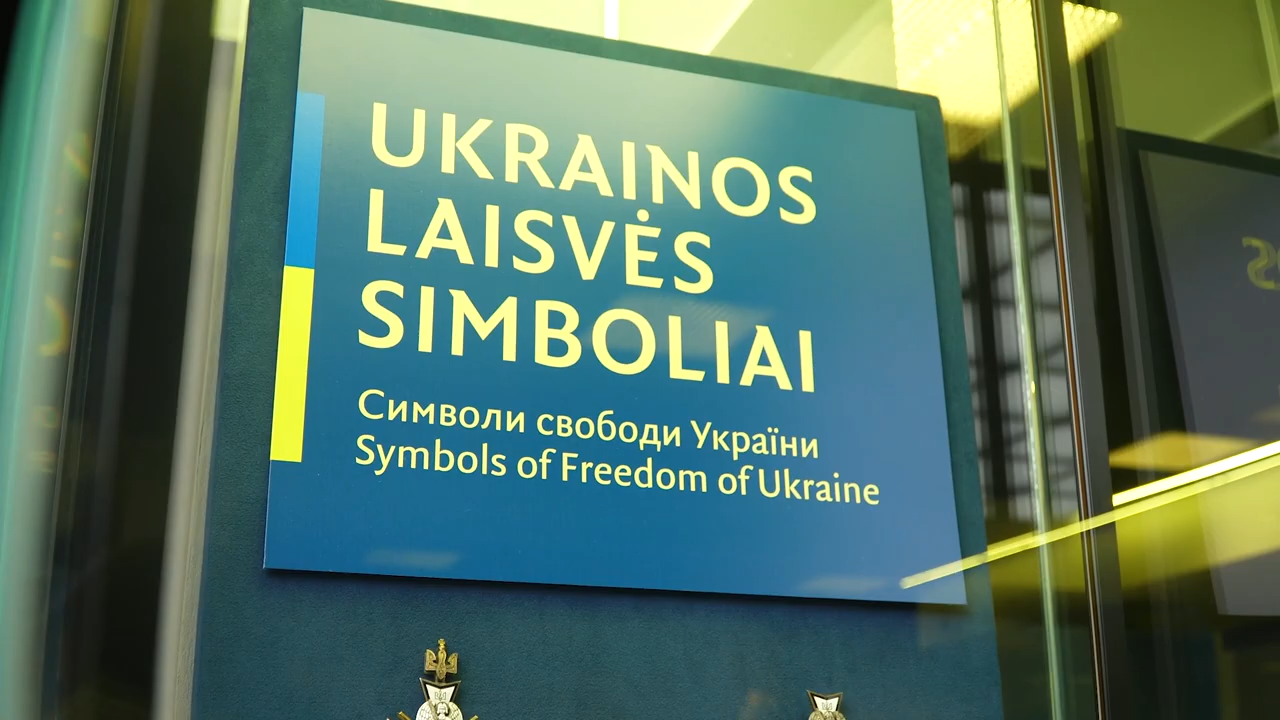 UKRAINOS
LAISVĖS
SIMBOLIAI
Символи свободи України
Symbols of Freedom of Ukraine